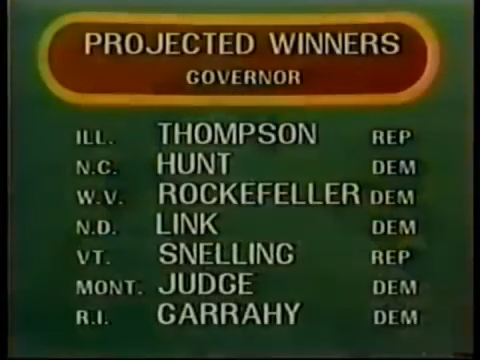 PROJECTED WINNERS
GOVERNOR
ILL. THOMPSON REP
N.C. HUNT DEM
W.V. ROCKEFELLER DEM
N.D. LINK DEM
VT. SNELLING REP
MONT. JUDGE DEM
R.I. GARRAHY DEM